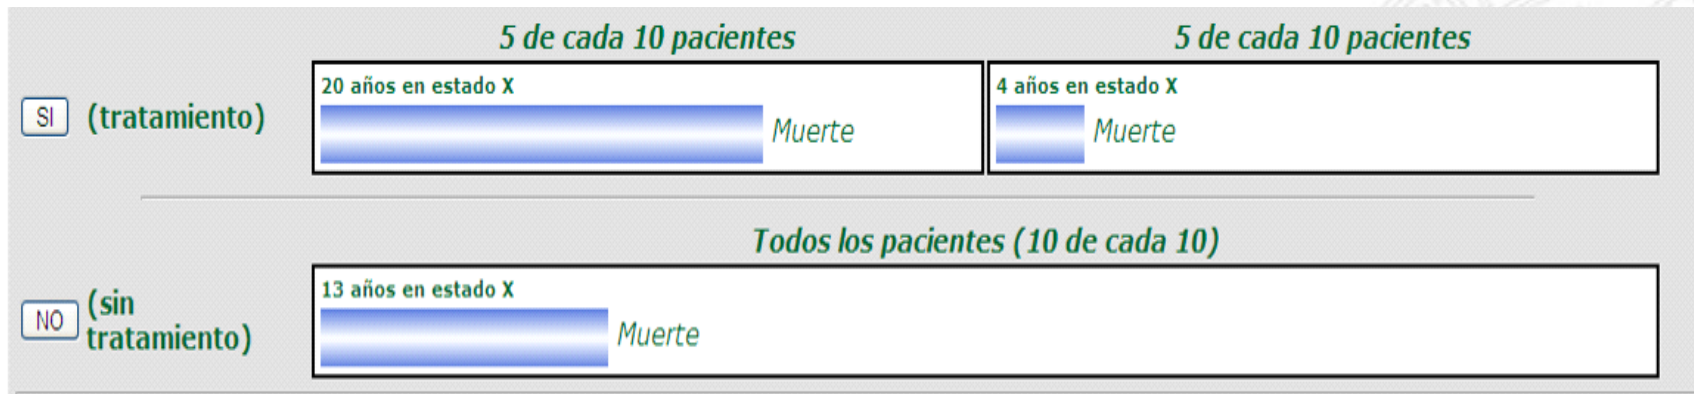 5 de cada 10 pacientes
5 de cada 10 pacientes
SI
(tratamiento)
20 años en estado X
Muerte
4 años en estado X
Muerte
Todos los pacientes (10 de cada 10)
NO
(sin
tratamiento)
13 años en estado X
Muerte